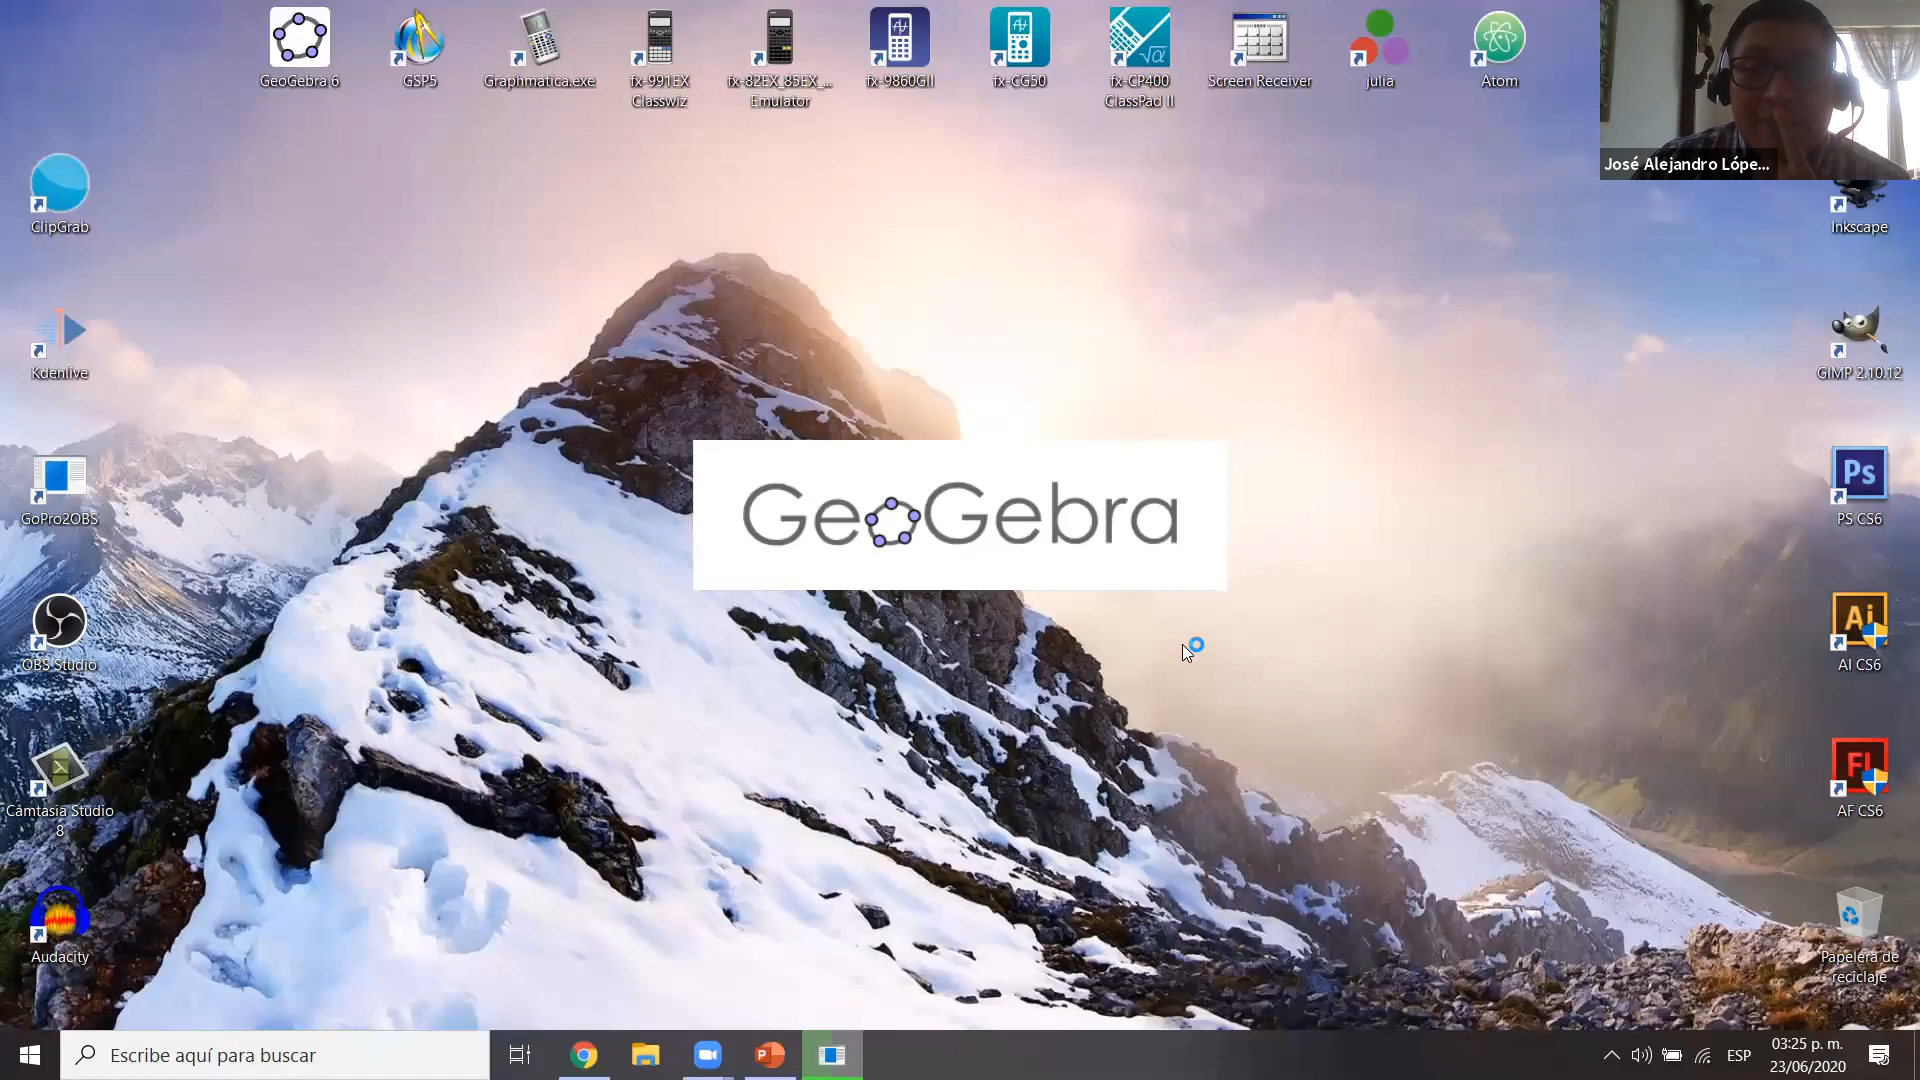 GeoGebra 6
GSP5
Graphmatica.exe
fx-991EX
Classwiz
fx-82EX_85EX_...
Emulator
fx-9860GII
fx-CG50
fx-CP400
ClassPad II
Screen Receiver
julia
Atom
José Alejandro Lópe...
ClipGrab
Inkscape
Kdenlive
GIMP 2.10.12
GeoGebra
GoPro2OBS
Ps
PS CS6
OBS Studio
Ai
AI CS6
Camtasia Studio
8
Fl
AF CS6
Audacity
Papelera de
reciclaje
Escribe aquí para buscar
ESP
03:25 p. m.
23/06/2020